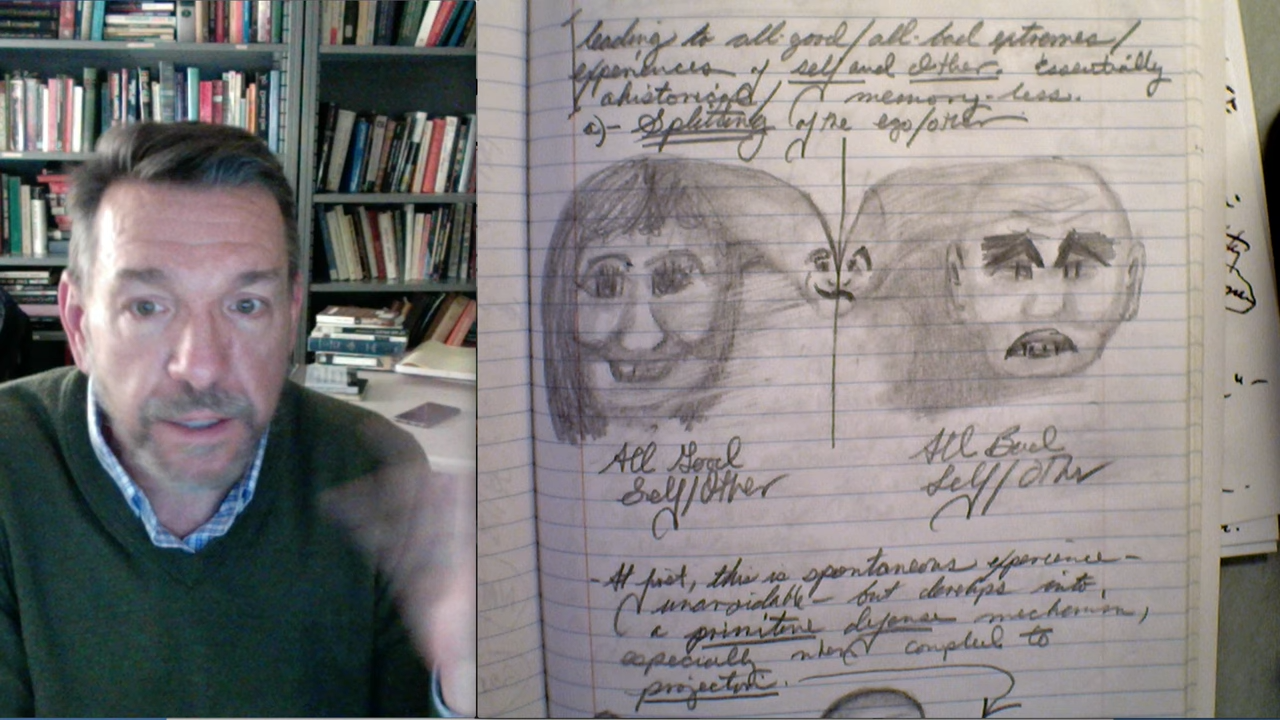 leading to all-good/all-bad extremes/
experiences of self and other. Essentially
/ahistorical/ memory-less.
a)- Splitting of the ego/other
All Good
Self/Other
All Bad
Self/Other
-At first, this is spontaneous experience-
unavoidable- but develops into
a primitive defense mechanism,
especially when coupled to
projection.